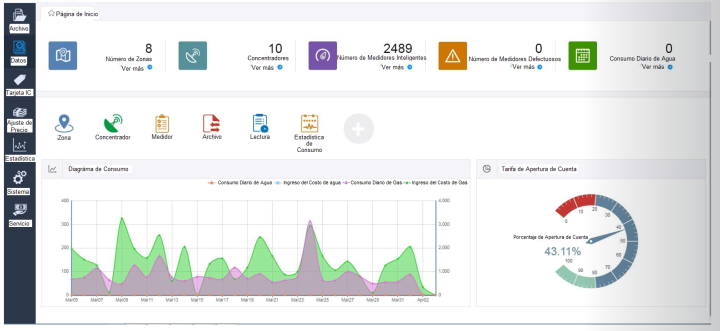 Página de Inicio
Archivo
Datos
Tarjeta IC
Ajuste de
Precio
Estadística
Sistema
Servicio
8
Número de Zonas
Ver más
10
Concentradores
Ver más
2489
Número de Medidores Inteligentes
Ver más
0
Número de Medidores Defectuosos
Ver más
0
Consumo Diario de Agua
Ver más
Zona
Concentrador
Medidor
Archivo
Lectura
Estadística
de
Consumo
Diagráma de Consumo
Consumo Diario de Agua
Ingreso del Costo de agua
Consumo Diario de Gas
Ingreso del Costo de Gas
400
300
200
100
0
4,000
3,000
2,000
1,000
0
Mar05 Mar07 Mar09 Mar11 Mar13 Mar15 Mar17 Mar19 Mar21 Mar23 Mar25 Mar27 Mar29 Mar31 Apr02
Tarifa de Apertura de Cuenta
5
10
20
30
40
50
60
70
80
90
100
Porcentaje de Apertura de Cuenta
43.11%